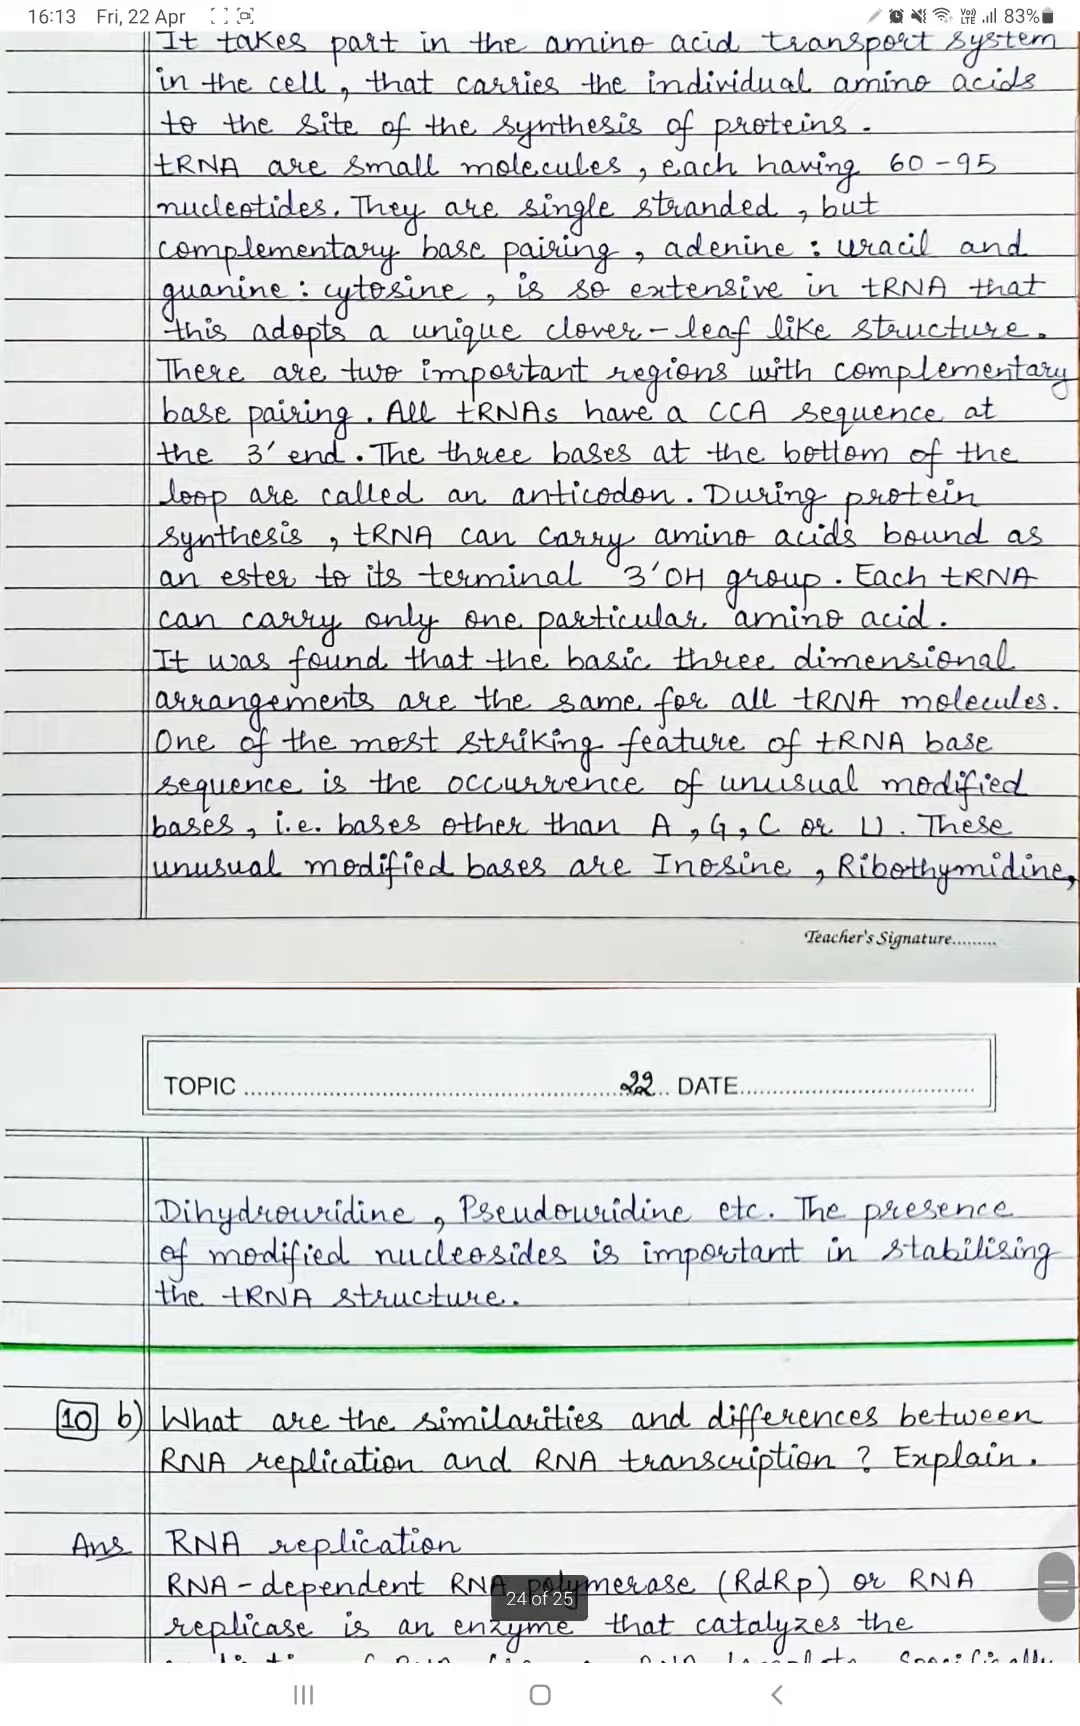 16:13 Fri, 22 Apr 83%
It takes part in the amino acid transport system
in the cell, that carries the individual amino acids
to the site of the synthesis of proteins.
tRNA are small molecules, each having 60-95
nucleotides. They are single stranded, but
complementary base pairing, adenine : uracil and
guanine : cytosine, is so extensive in tRNA that
this adopts a unique clover-leaf like structure.
There are two important regions with complementary
base pairing. All tRNAs have a CCA sequence at
the 3' end. The three bases at the bottom of the
loop are called an anticodon. During protein
synthesis, tRNA can carry amino acids bound as
an ester to its terminal 3'OH group. Each tRNA
can carry only one particular amino acid.
It was found that the basic three dimensional
arrangements are the same for all tRNA molecules.
One of the most striking feature of tRNA base
sequence is the occurrence of unusual modified
bases, i.e. bases other than A, G, C or U. These
unusual modified bases are Inosine, Ribothymidine,
Teacher's Signature.........
TOPIC ........ 22 .. DATE........
Dihydrouridine, Pseudouridine etc. The presence
of modified nucleosides is important in stabilising
the tRNA structure.
10 b) What are the similarities and differences between
RNA replication and RNA transcription ? Explain.
Ans RNA replication
RNA-dependent RNA polymerase (RdRp) or RNA
24 of 25
replicase is an enzyme that catalyzes the